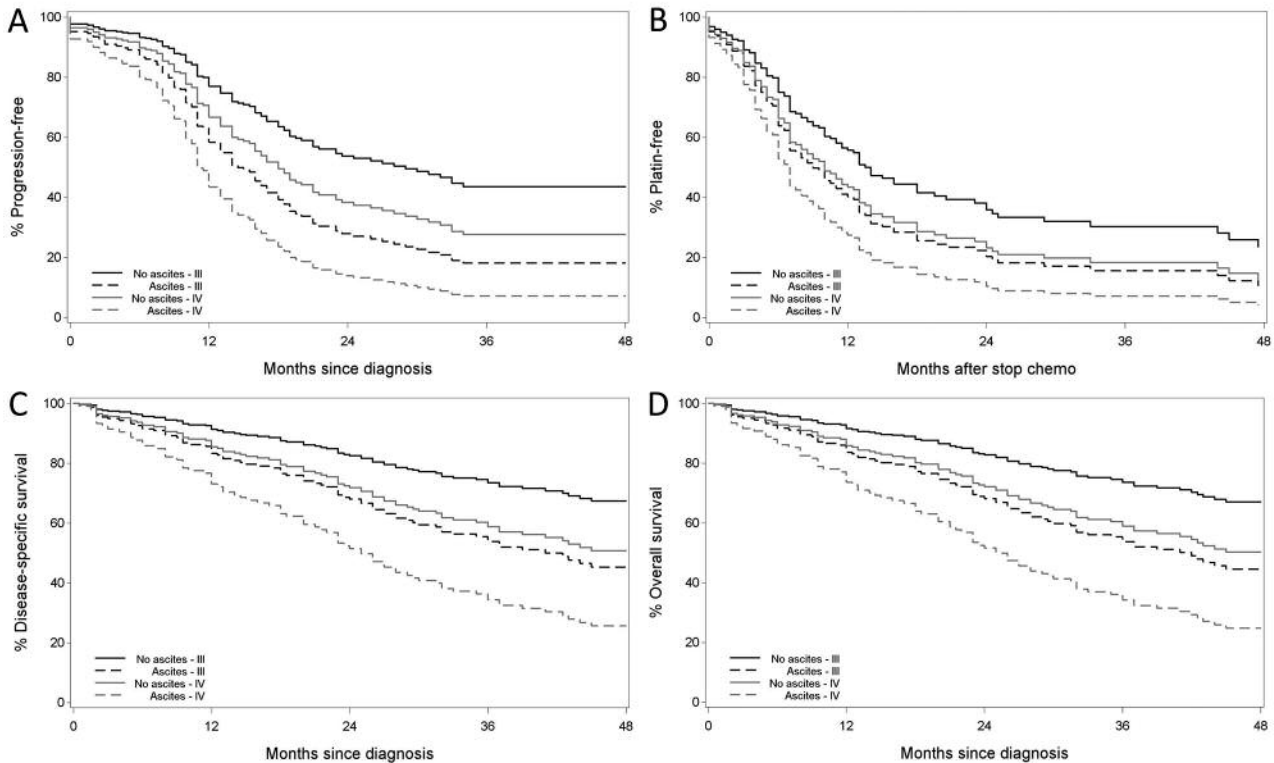 A
% Progression-free
100
80
60
40
20
0
No ascites - III
Ascites - III
No ascites - IV
Ascites - IV
0 12 24 36 48
Months since diagnosis
B
% Platin-free
100
80
60
40
20
0
No ascites - III
Ascites - III
No ascites - IV
Ascites - IV
0 12 24 36 48
Months after stop chemo
C
% Disease-specific survival
100
80
60
40
20
0
No ascites - III
Ascites - III
No ascites - IV
Ascites - IV
0 12 24 36 48
Months since diagnosis
D
% Overall survival
100
80
60
40
20
0
No ascites - III
Ascites - III
No ascites - IV
Ascites - IV
0 12 24 36 48
Months since diagnosis